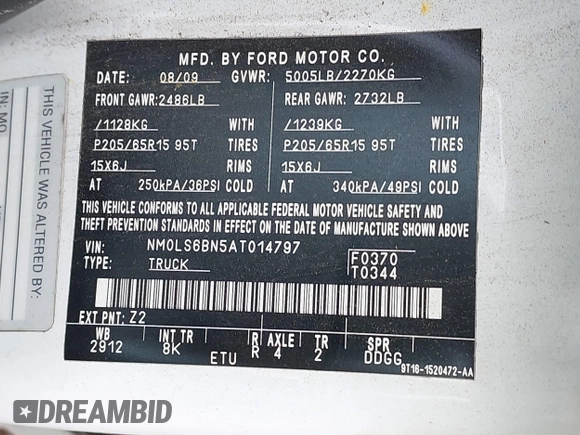 MFD. BY FORD MOTOR CO.
DATE: 08/09 GVWR: 5005LB/2270KG
FRONT GAWR: 2486LB REAR GAWR: 2732LB
/1128KG WITH /1239KG WITH
P205/65R15 95T TIRES P205/65R15 95T TIRES
15X6J RIMS 15X6J RIMS
AT 250kPA/36PSI COLD AT 340kPA/49PSI COLD
THIS VEHICLE CONFORMS TO ALL APPLICABLE FEDERAL MOTOR VEHICLE SAFETY AND
THEFT PREVENTION STANDARDS IN EFFECT ON THE DATE OF MANUFACTURE SHOWN ABOVE.
VIN: NM0LS6BN5AT014797 F0370
TYPE: TRUCK T0344
EXT PNT: Z2
WB INT TR R AXLE TR SPR
2912 8K R 4 2 DDGG
ETU
9T16-1520472-AA
THIS VEHICLE WAS ALTERED BY:
IN: MO.
DREAMBID